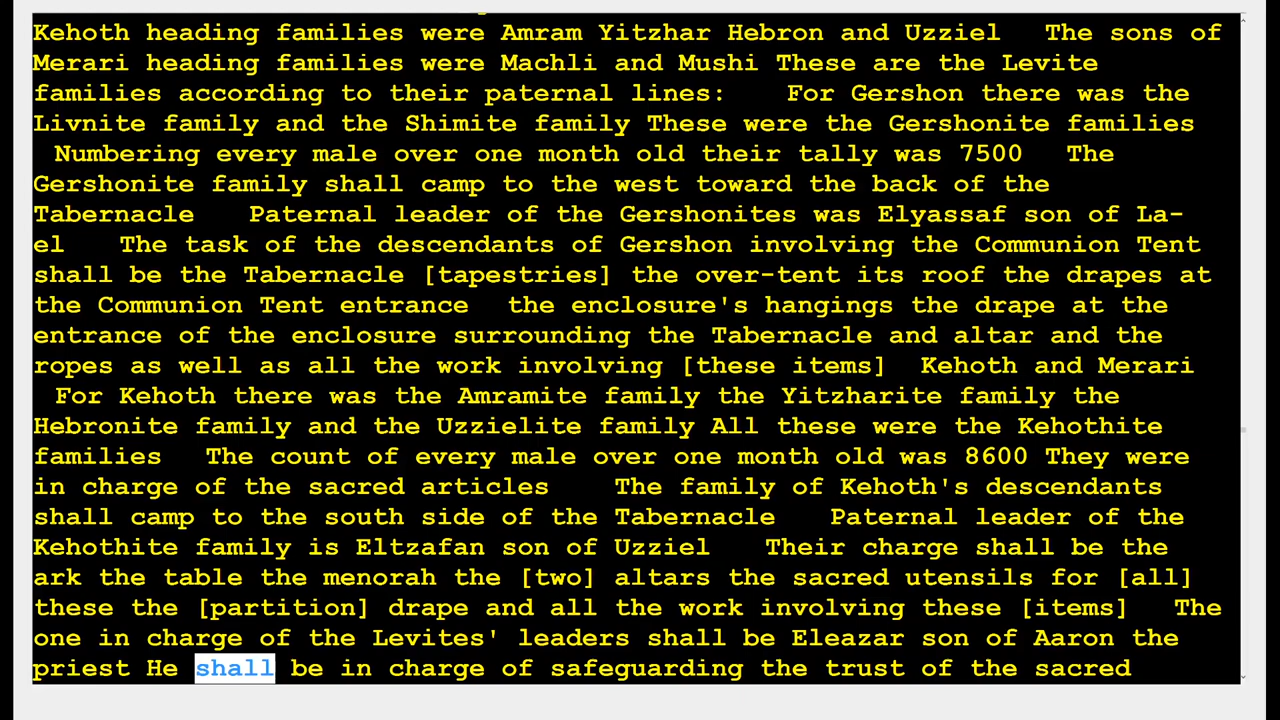 Kehoth heading families were Amram Yitzhar Hebron and Uzziel The sons of
Merari heading families were Machli and Mushi These are the Levite
families according to their paternal lines: For Gershon there was the
Livnite family and the Shimite family These were the Gershonite families
Numbering every male over one month old their tally was 7500 The
Gershonite family shall camp to the west toward the back of the
Tabernacle Paternal leader of the Gershonites was Elyassaf son of La-
el The task of the descendants of Gershon involving the Communion Tent
shall be the Tabernacle [tapestries] the over-tent its roof the drapes at
the Communion Tent entrance the enclosure's hangings the drape at the
entrance of the enclosure surrounding the Tabernacle and altar and the
ropes as well as all the work involving [these items] Kehoth and Merari
For Kehoth there was the Amramite family the Yitzharite family the
Hebronite family and the Uzzielite family All these were the Kehothite
families The count of every male over one month old was 8600 They were
in charge of the sacred articles The family of Kehoth's descendants
shall camp to the south side of the Tabernacle Paternal leader of the
Kehothite family is Eltzafan son of Uzziel Their charge shall be the
ark the table the menorah the [two] altars the sacred utensils for [all]
these the [partition] drape and all the work involving these [items] The
one in charge of the Levites' leaders shall be Eleazar son of Aaron the
priest He shall be in charge of safeguarding the trust of the sacred